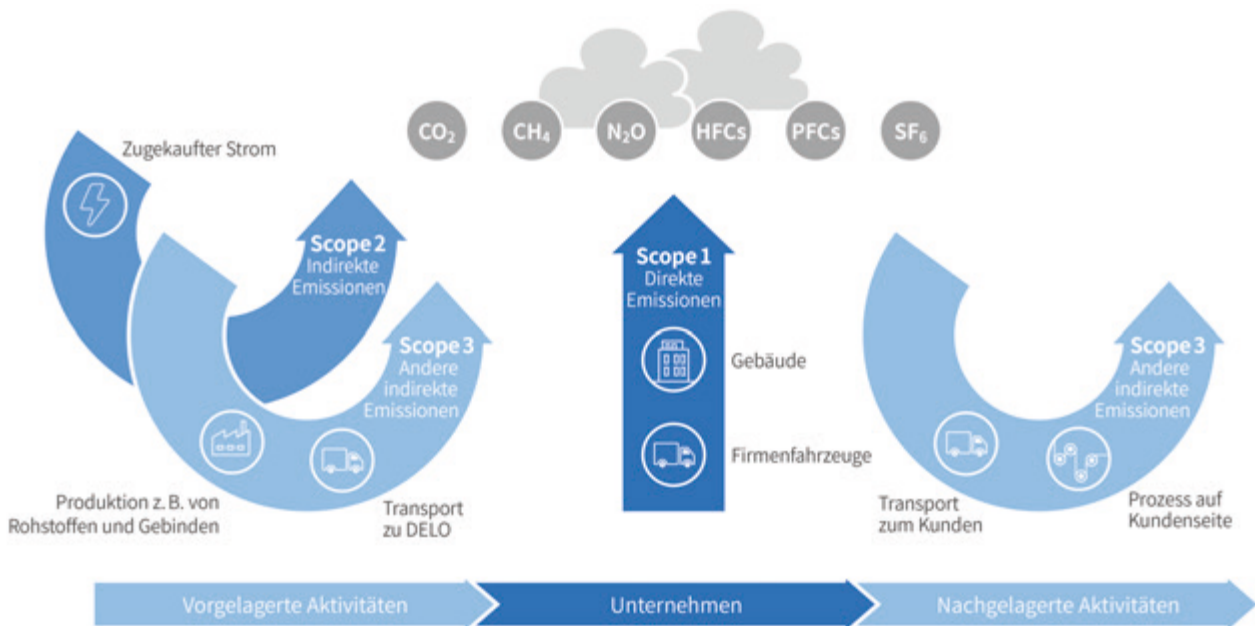 CO₂ CH₄ N₂O HFCs PFCs SF₆
Zugekaufter Strom
Scope 2
Indirekte
Emissionen
Scope 3
Andere
indirekte
Emissionen
Produktion z. B. von
Rohstoffen und Gebinden
Transport
zu DELO
Scope 1
Direkte
Emissionen
Gebäude
Firmenfahrzeuge
Scope 3
Andere
indirekte
Emissionen
Transport
zum Kunden
Prozess auf
Kundenseite
Vorgelagerte Aktivitäten
Unternehmen
Nachgelagerte Aktivitäten